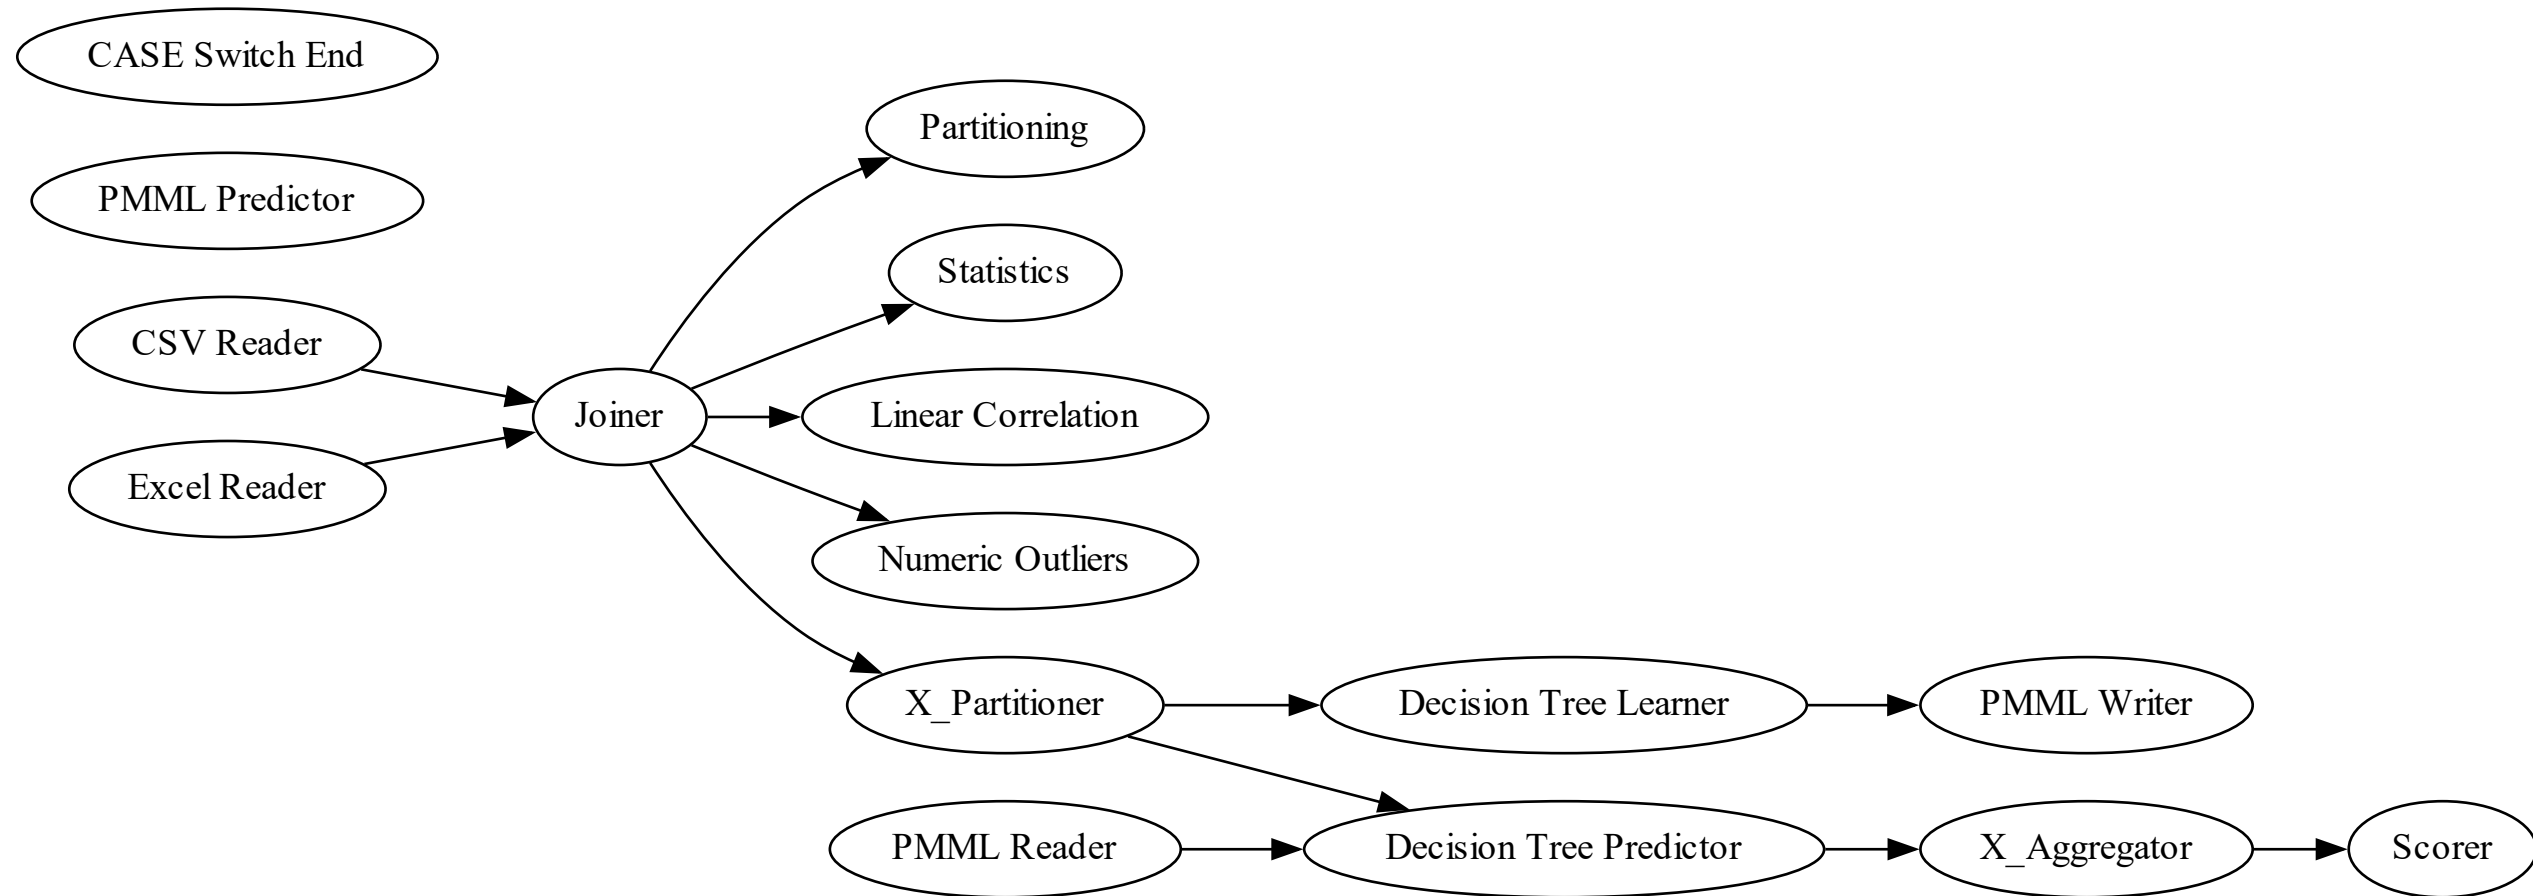 CASE Switch End
PMML Predictor
CSV Reader
Excel Reader
Joiner
Partitioning
Statistics
Linear Correlation
Numeric Outliers
X_Partitioner
Decision Tree Learner
PMML Writer
PMML Reader
Decision Tree Predictor
X_Aggregator
Scorer